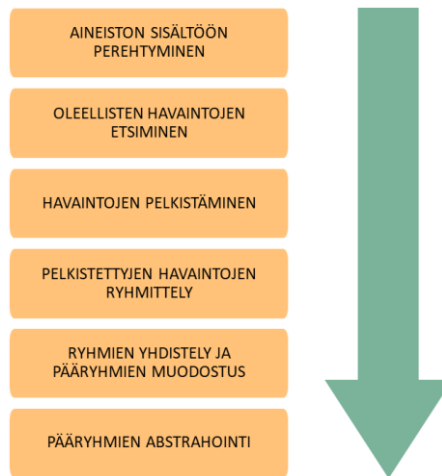 AINEISTON SISÄLTÖÖN
PEREHTYMINEN
OLEELLISTEN HAVAINTOJEN
ETSIMINEN
HAVAINTOJEN PELKISTÄMINEN
PELKISTETTYJEN HAVAINTOJEN
RYHMITTELY
RYHMIEN YHDISTELY JA
PÄÄRYHMIEN MUODOSTUS
PÄÄRYHMIEN ABSTRAHOINTI